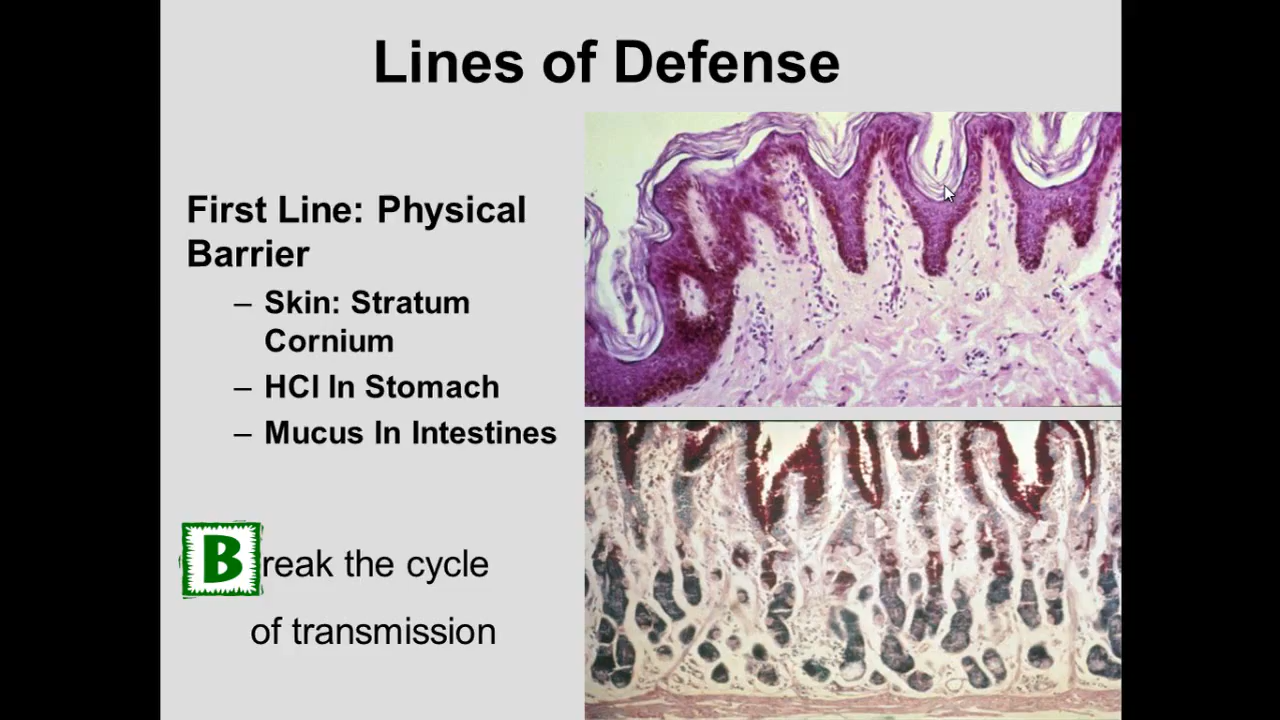 Lines of Defense
First Line: Physical
Barrier
– Skin: Stratum
Cornium
– HCl In Stomach
– Mucus In Intestines
Break the cycle
of transmission